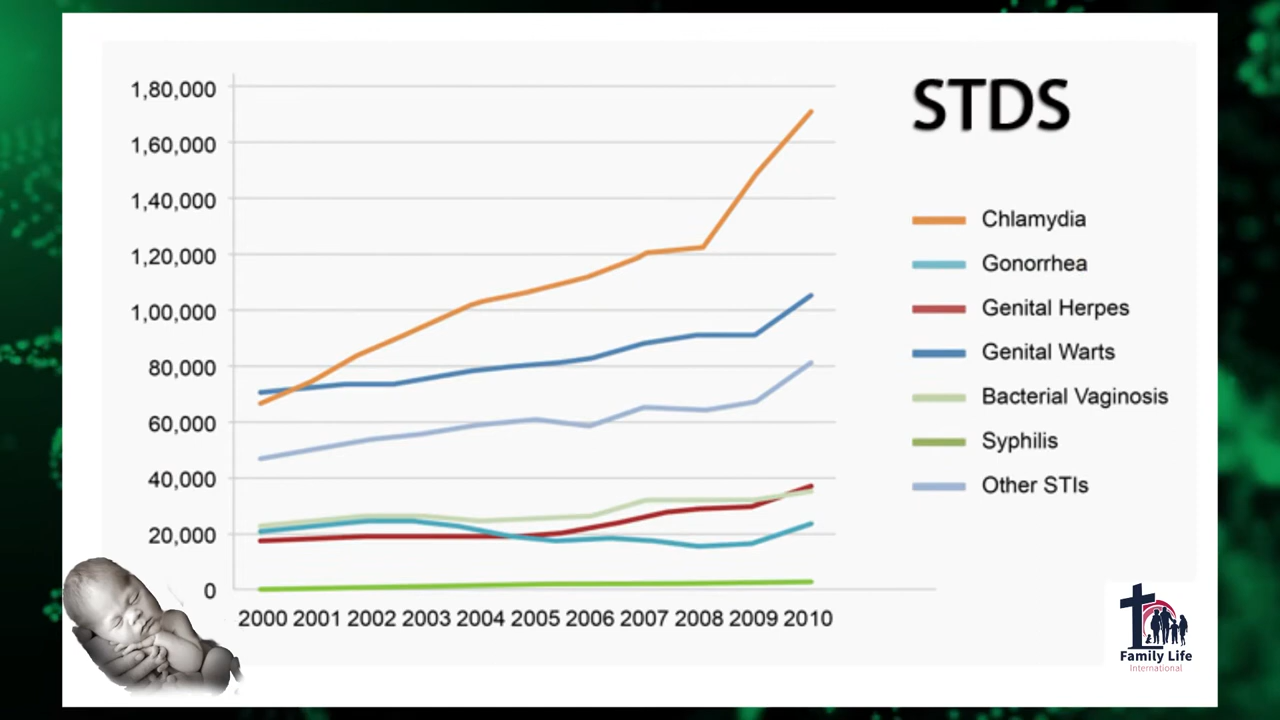 STDS
1,80,000
1,60,000
1,40,000
1,20,000
1,00,000
80,000
60,000
40,000
20,000
0
2000 2001 2002 2003 2004 2005 2006 2007 2008 2009 2010
Chlamydia
Gonorrhea
Genital Herpes
Genital Warts
Bacterial Vaginosis
Syphilis
Other STIs
Family Life
International